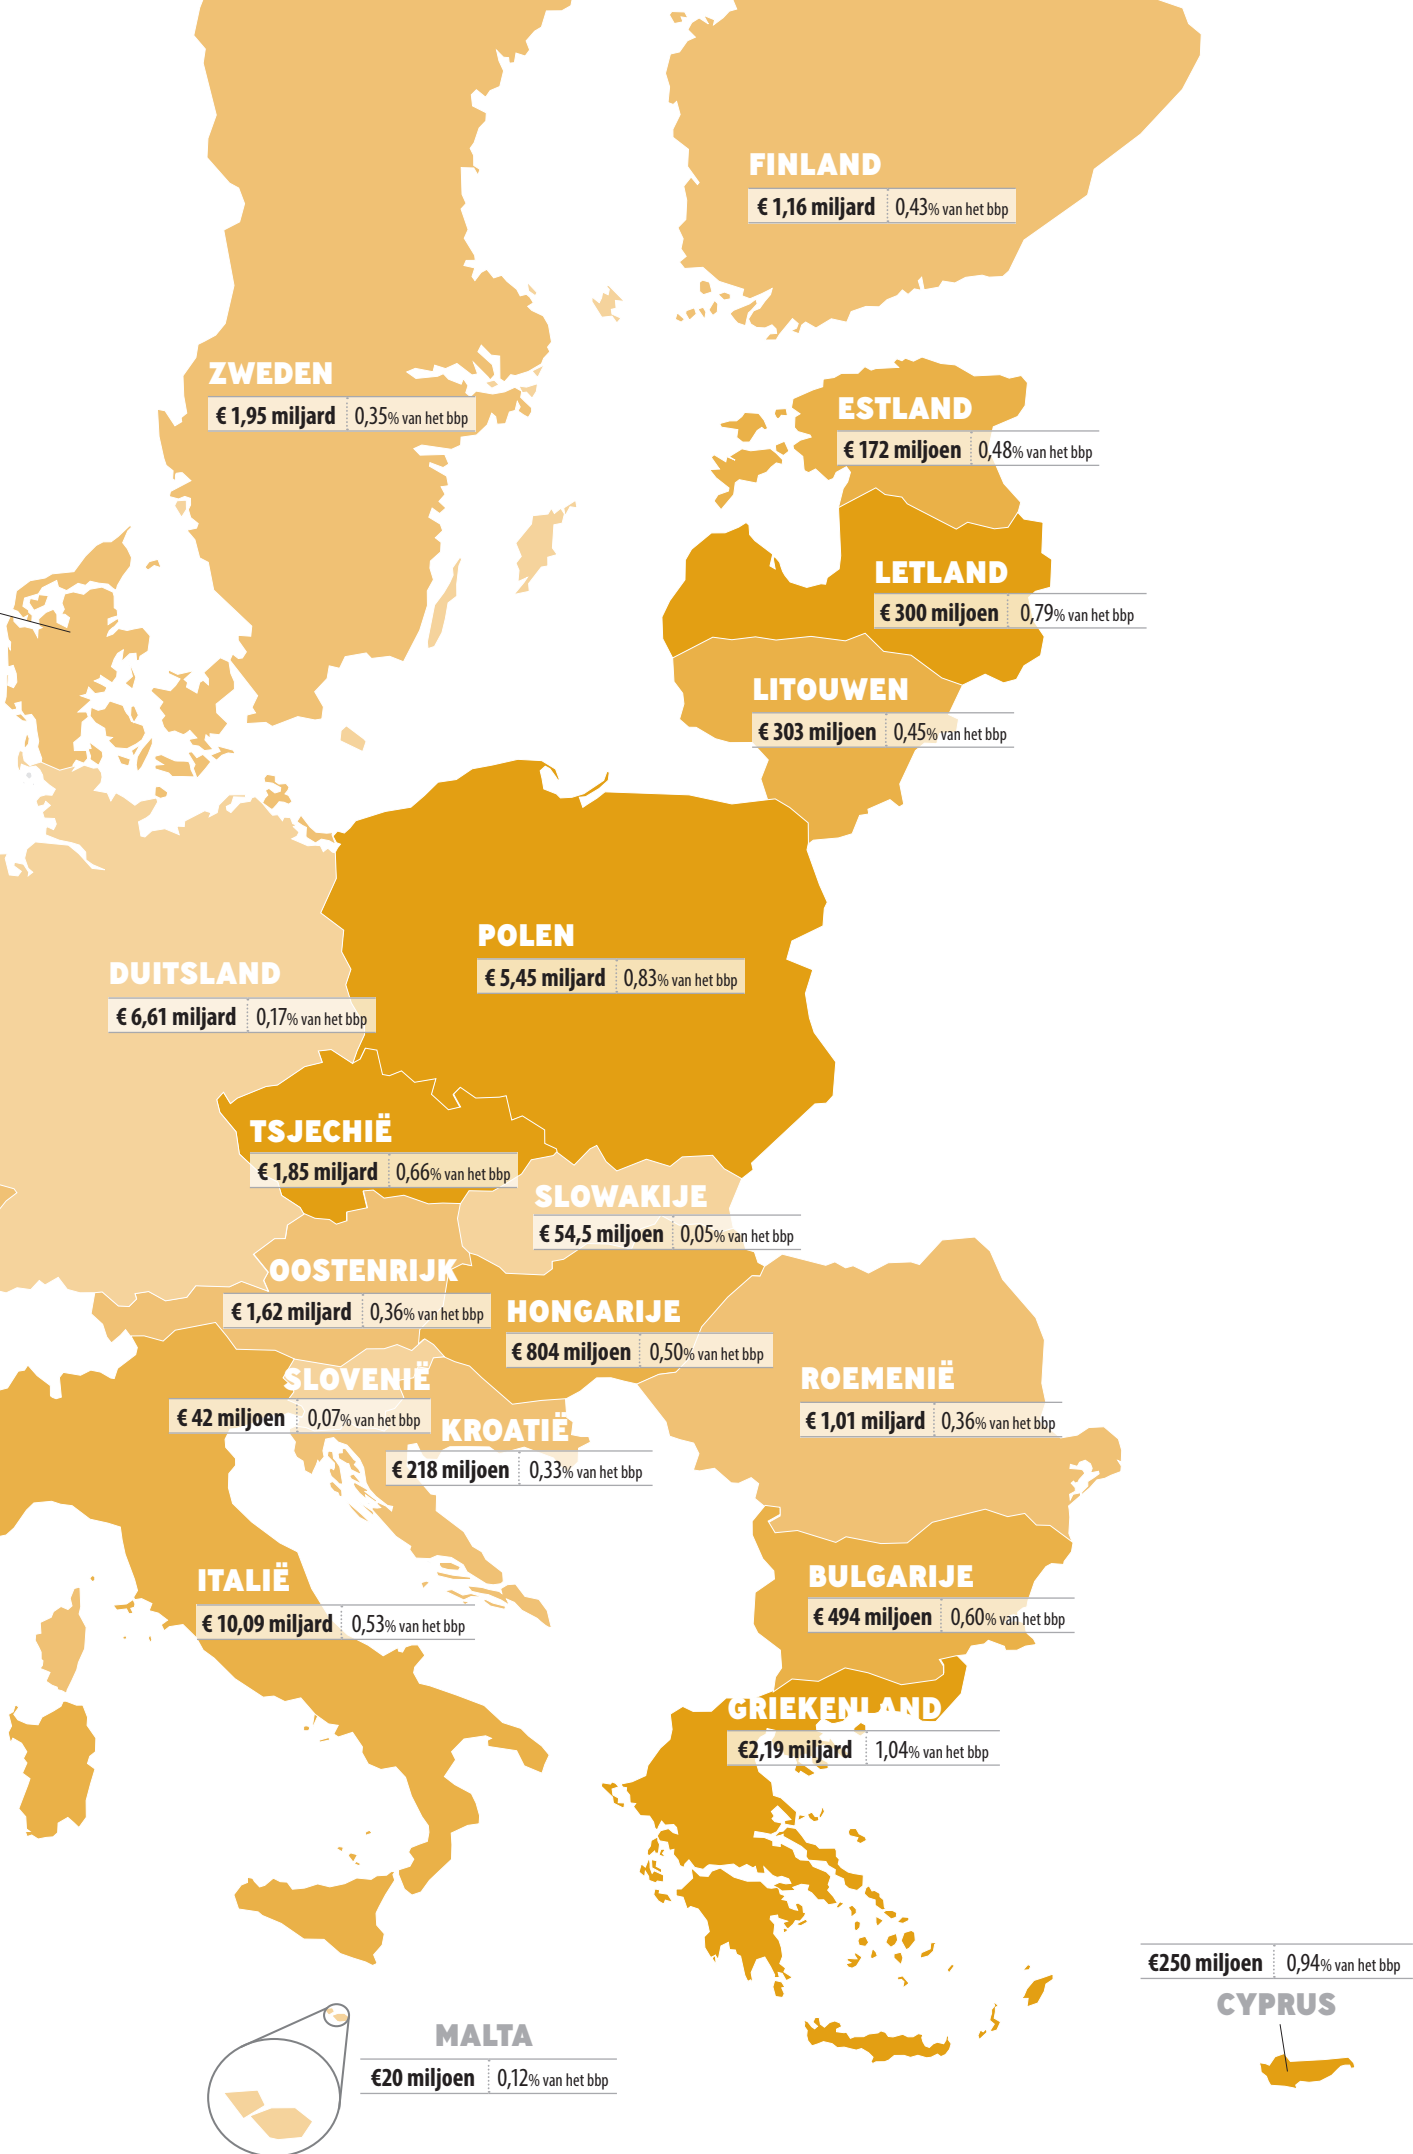 FINLAND
€ 1,16 miljard 0,43% van het bbp
ZWEDEN
€ 1,95 miljard 0,35% van het bbp
ESTLAND
€ 172 miljoen 0,48% van het bbp
LETLAND
€ 300 miljoen 0,79% van het bbp
LITOUWEN
€ 303 miljoen 0,45% van het bbp
POLEN
€ 5,45 miljard 0,83% van het bbp
DUITSLAND
€ 6,61 miljard 0,17% van het bbp
TSJECHIË
€ 1,85 miljard 0,66% van het bbp
SLOWAKIJE
€ 54,5 miljoen 0,05% van het bbp
OOSTENRIJK
€ 1,62 miljard 0,36% van het bbp
HONGARIJE
€ 804 miljoen 0,50% van het bbp
SLOVENIË
€ 42 miljoen 0,07% van het bbp
ROEMENIË
€ 1,01 miljard 0,36% van het bbp
KROATIË
€ 218 miljoen 0,33% van het bbp
ITALIË
€ 10,09 miljard 0,53% van het bbp
BULGARIJE
€ 494 miljoen 0,60% van het bbp
GRIEKENLAND
€2,19 miljard 1,04% van het bbp
€250 miljoen 0,94% van het bbp
CYPRUS
MALTA
€20 miljoen 0,12% van het bbp